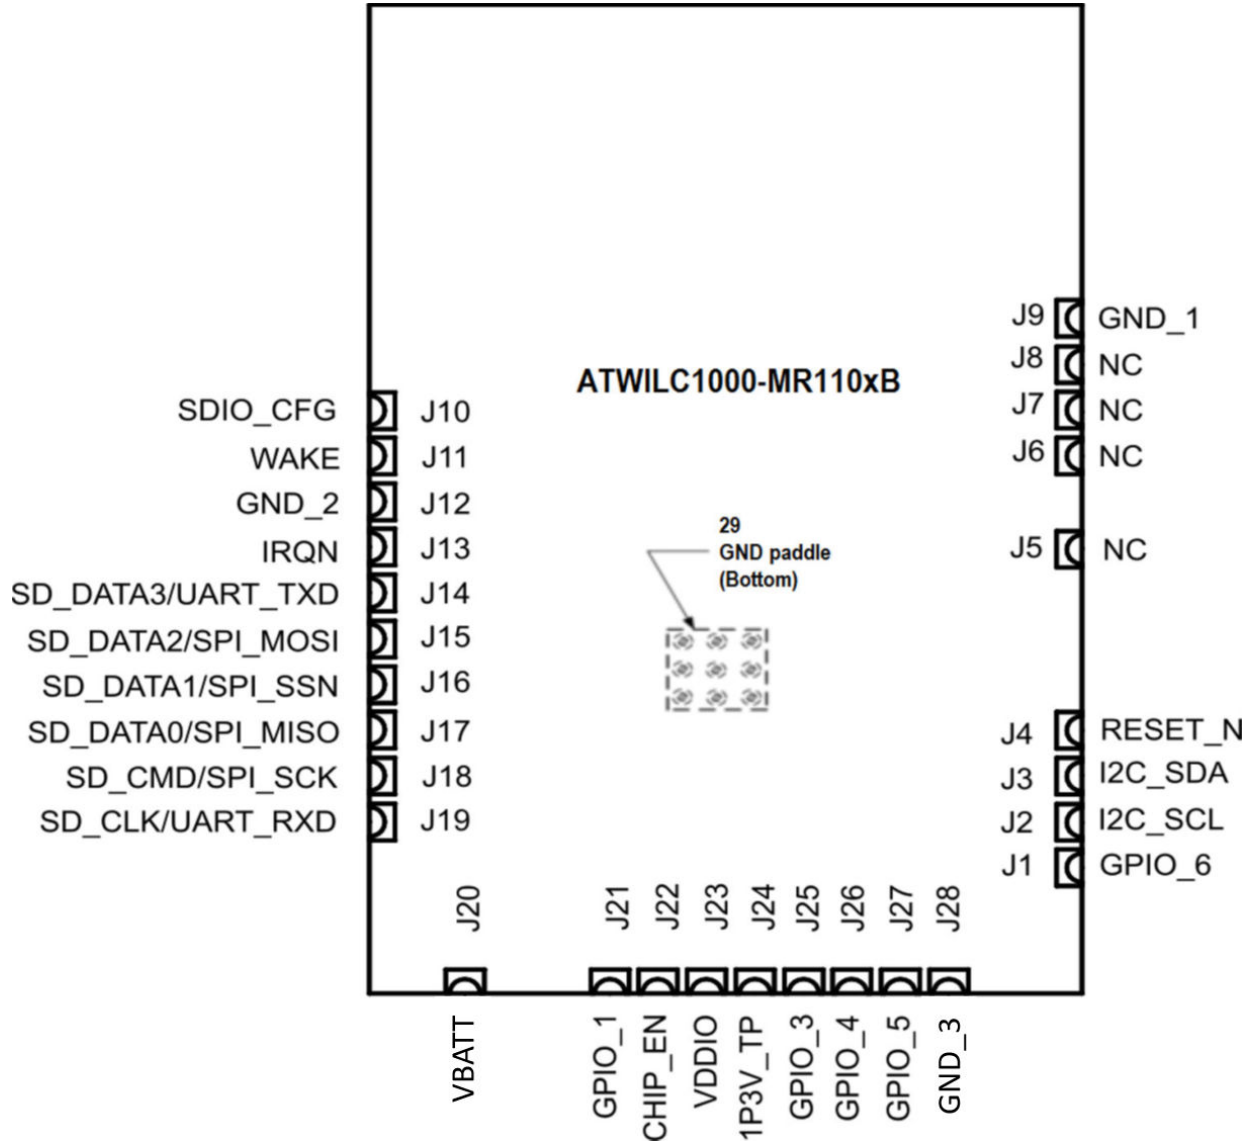 J9 GND_1
J8 NC
ATWILC1000-MR110xB
J7 NC
SDIO_CFG J10
J6 NC
WAKE J11
GND_2 J12
29
GND paddle
(Bottom)
IRQN J13
J5 NC
SD_DATA3/UART_TXD J14
SD_DATA2/SPI_MOSI J15
SD_DATA1/SPI_SSN J16
SD_DATA0/SPI_MISO J17
J4 RESET_N
SD_CMD/SPI_SCK J18
J3 I2C_SDA
SD_CLK/UART_RXD J19
J2 I2C_SCL
J1 GPIO_6
J20
J21
J22
J23
J24
J25
J26
J27
J28
VBATT
GPIO_1
CHIP_EN
VDDIO
1P3V_TP
GPIO_3
GPIO_4
GPIO_5
GND_3